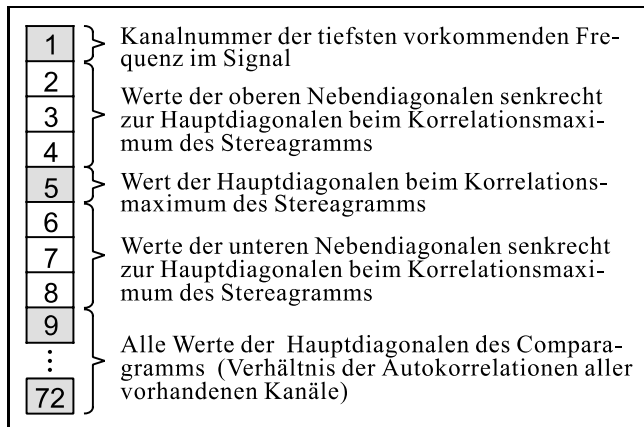 1
Kanalnummer der tiefsten vorkommenden Fre-
quenz im Signal
2
3
4
Werte der oberen Nebendiagonalen senkrecht
zur Hauptdiagonalen beim Korrelationsmaxi-
mum des Stereagramms
5
Wert der Hauptdiagonalen beim Korrelations-
maximum des Stereagramms
6
7
8
Werte der unteren Nebendiagonalen senkrecht
zur Hauptdiagonalen beim Korrelationsmaxi-
mum des Stereagramms
9
⋮
72
Alle Werte der Hauptdiagonalen des Compara-
gramms (Verhältnis der Autokorrelationen aller
vorhandenen Kanäle)